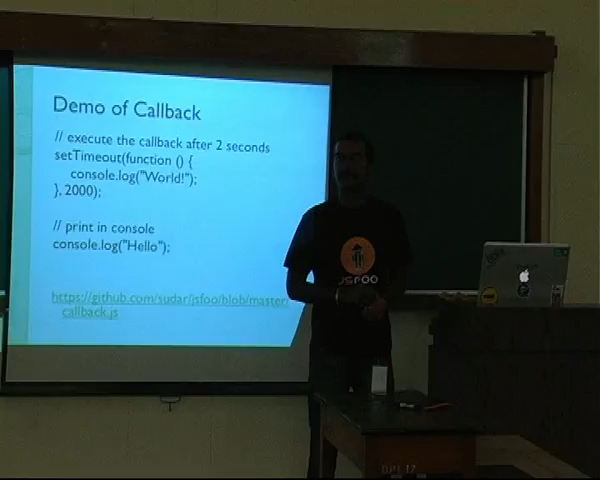 Demo of Callback
// execute the callback after 2 seconds
setTimeout(function () {
console.log("World!");
}, 2000);
// print in console
console.log("Hello");
https://github.com/sudar/jsfoo/blob/master/
callback.js
JSFOO